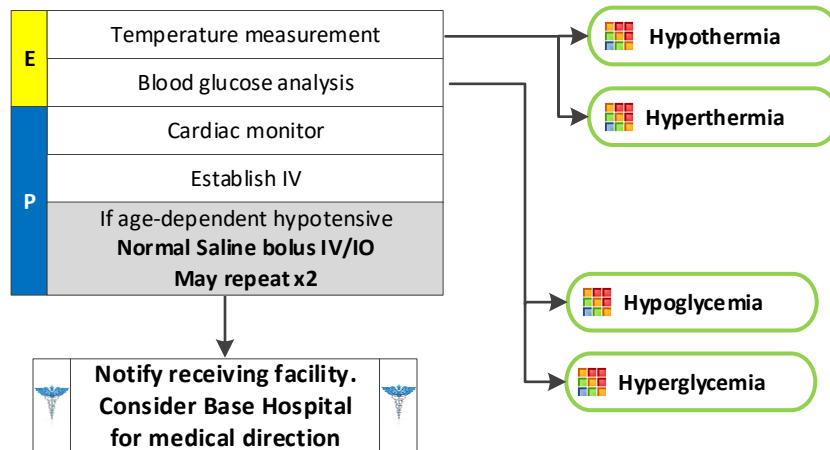 E
Temperature measurement
Blood glucose analysis
P
Cardiac monitor
Establish IV
If age-dependent hypotensive
Normal Saline bolus IV/IO
May repeat x2
Notify receiving facility.
Consider Base Hospital
for medical direction
Hypothermia
Hyperthermia
Hypoglycemia
Hyperglycemia